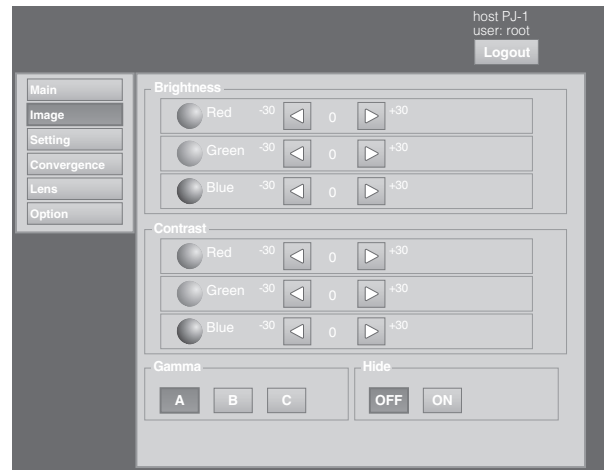 host PJ-1
user: root
Logout
Main
Image
Setting
Convergence
Lens
Option
Brightness
Red -30 0 +30
Green -30 0 +30
Blue -30 0 +30
Contrast
Red -30 0 +30
Green -30 0 +30
Blue -30 0 +30
Gamma
A B C
Hide
OFF ON